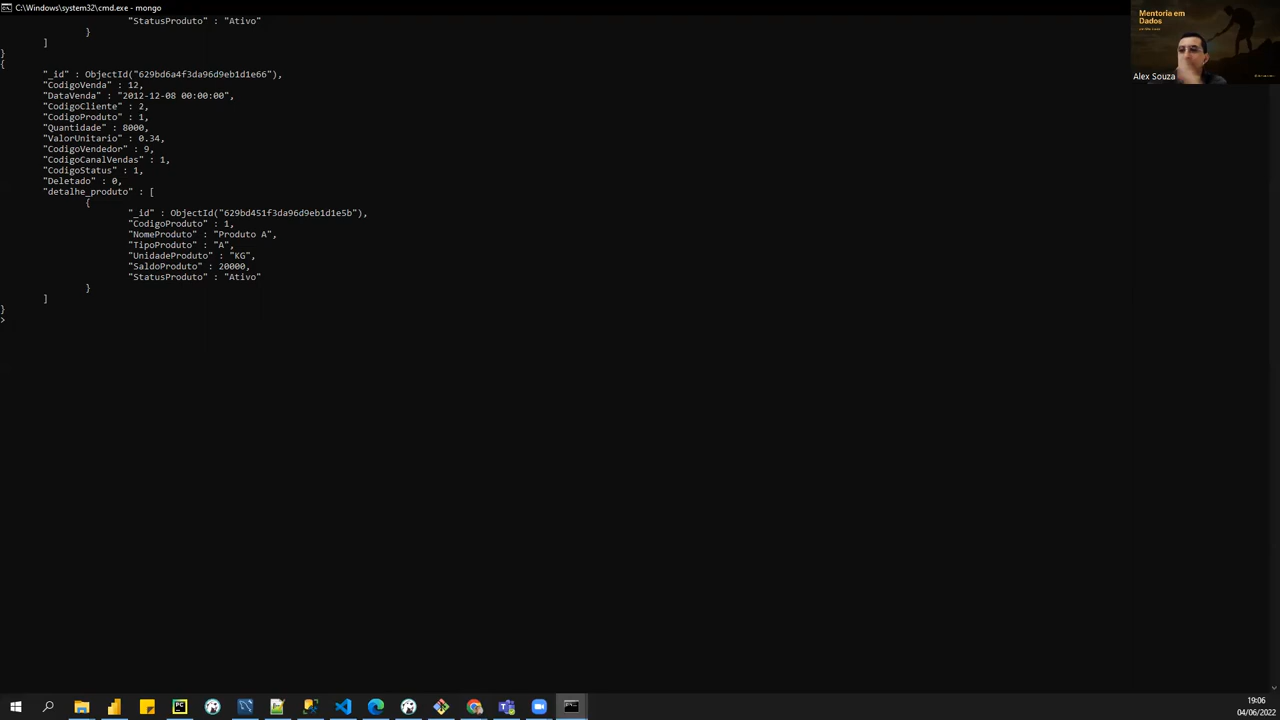 C:\Windows\system32\cmd.exe - mongo
"StatusProduto" : "Ativo"
}
]
}
{
"_id" : ObjectId("629bd6a4f3da96d9eb1d1e66"),
"CodigoVenda" : 12,
"DataVenda" : "2012-12-08 00:00:00",
"CodigoCliente" : 2,
"CodigoProduto" : 1,
"Quantidade" : 8000,
"ValorUnitario" : 0.34,
"CodigoVendedor" : 9,
"CodigoCanalVendas" : 1,
"CodigoStatus" : 1,
"Deletado" : 0,
"detalhe_produto" : [
{
"_id" : ObjectId("629bd451f3da96d9eb1d1e5b"),
"CodigoProduto" : 1,
"NomeProduto" : "Produto A",
"TipoProduto" : "A",
"UnidadeProduto" : "KG",
"SaldoProduto" : 20000,
"StatusProduto" : "Ativo"
}
]
}
>
Mentoria em
Dados
Alex Souza
19:06
04/06/2022